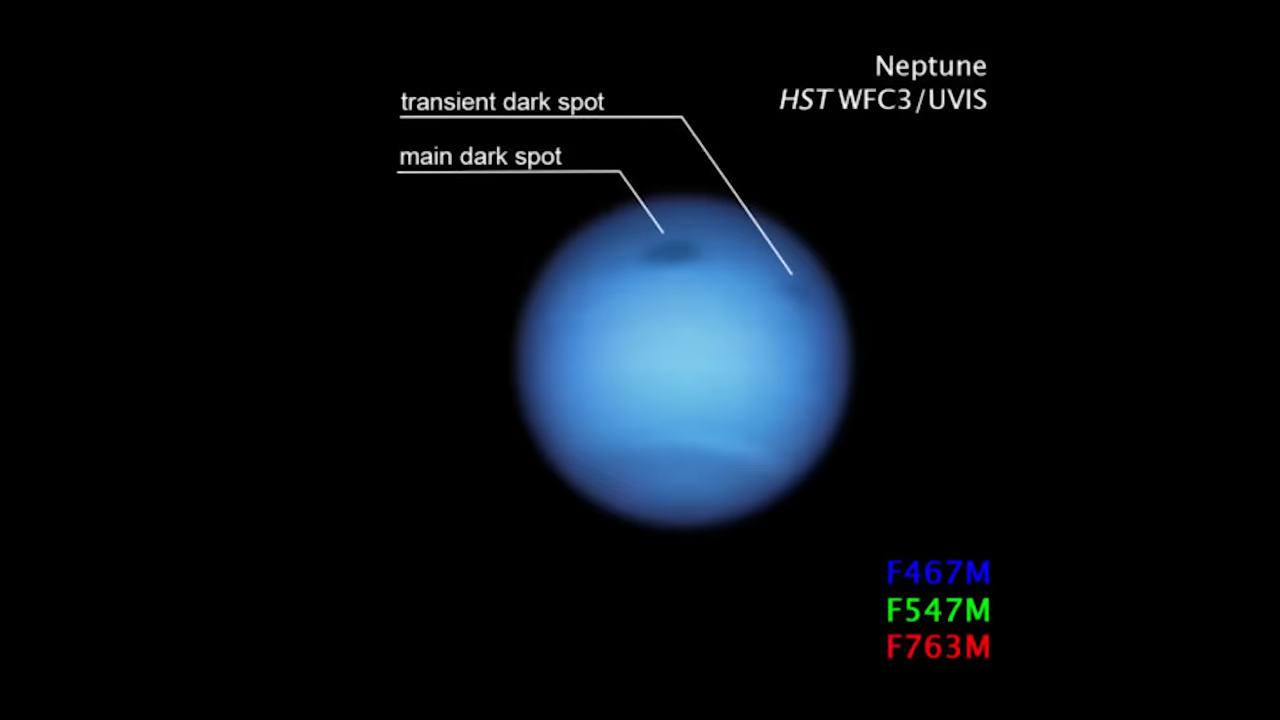 Neptune
HST WFC3/UVIS
transient dark spot
main dark spot
F467M
F547M
F763M